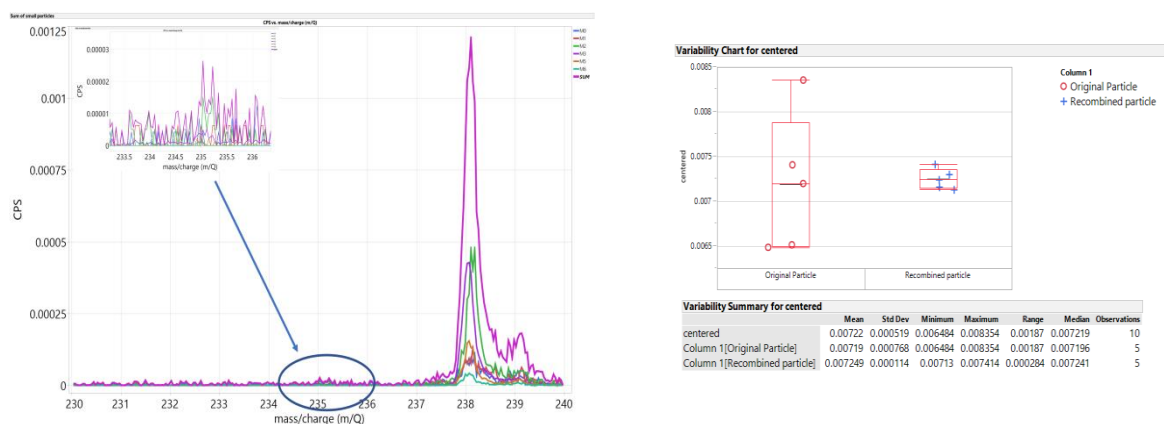 Sum of small particles
CPS vs. mass/charge (m/Q)
0.00125
0.001
0.00075
0.0005
0.00025
0
CPS
230 231 232 233 234 235 236 237 238 239 240
mass/charge (m/Q)
M0
M1
M2
M3
M5
M6
SUM
0.00003
0.00002
0.00001
0
CPS
233.5 234 234.5 235 235.5 236
mass/charge (m/Q)
Variability Chart for centered
0.0085
0.008
0.0075
0.007
0.0065
centered
Original Particle Recombined particle
Column 1
Original Particle
Recombined particle
Variability Summary for centered
Mean Std Dev Minimum Maximum Range Median Observations
centered 0.00722 0.000519 0.006484 0.008354 0.00187 0.007219 10
Column 1[Original Particle] 0.00719 0.000768 0.006484 0.008354 0.00187 0.007196 5
Column 1[Recombined particle] 0.007249 0.000114 0.00713 0.007414 0.000284 0.007241 5